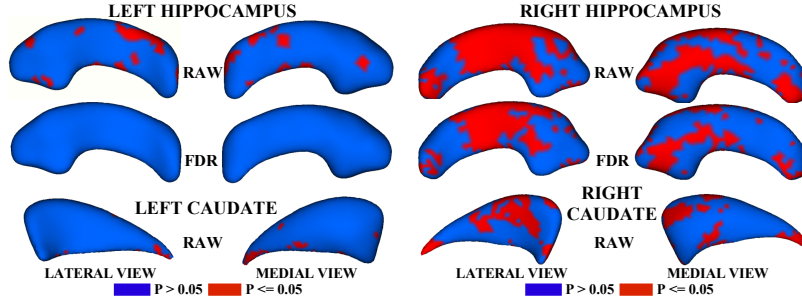 LEFT HIPPOCAMPUS
RIGHT HIPPOCAMPUS
RAW
RAW
FDR
FDR
LEFT CAUDATE
RIGHT
CAUDATE
RAW
RAW
LATERAL VIEW
MEDIAL VIEW
LATERAL VIEW
MEDIAL VIEW
P > 0.05
P <= 0.05
P > 0.05
P <= 0.05